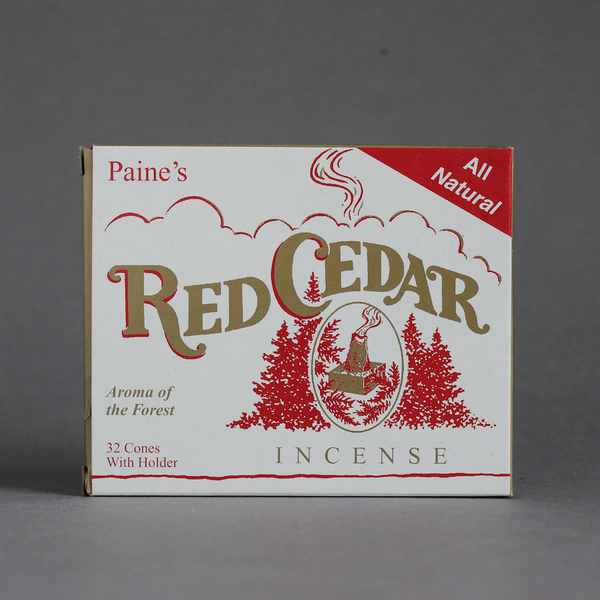 Paine's
All
Natural
RED CEDAR
Aroma of
the Forest
32 Cones
With Holder
INCENSE